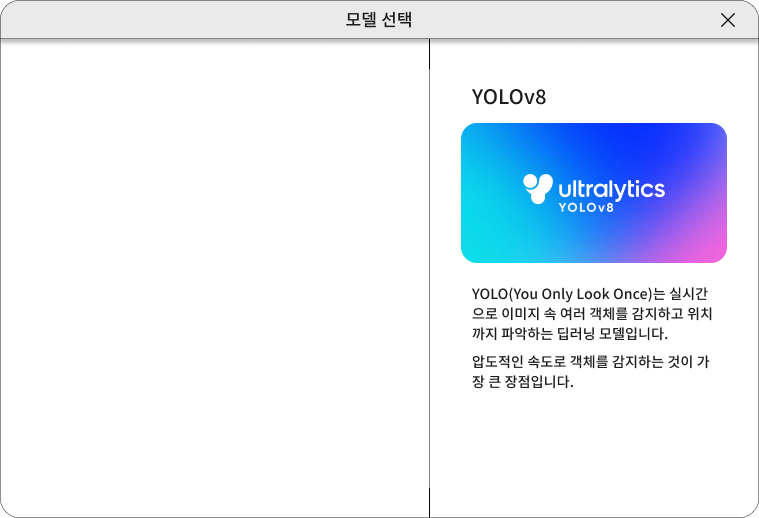 모델 선택
YOLOv8
ultralytics
YOLOv8
YOLO(You Only Look Once)는 실시간
으로 이미지 속 여러 객체를 감지하고 위치
까지 파악하는 딥러닝 모델입니다.
압도적인 속도로 객체를 감지하는 것이 가
장 큰 장점입니다.